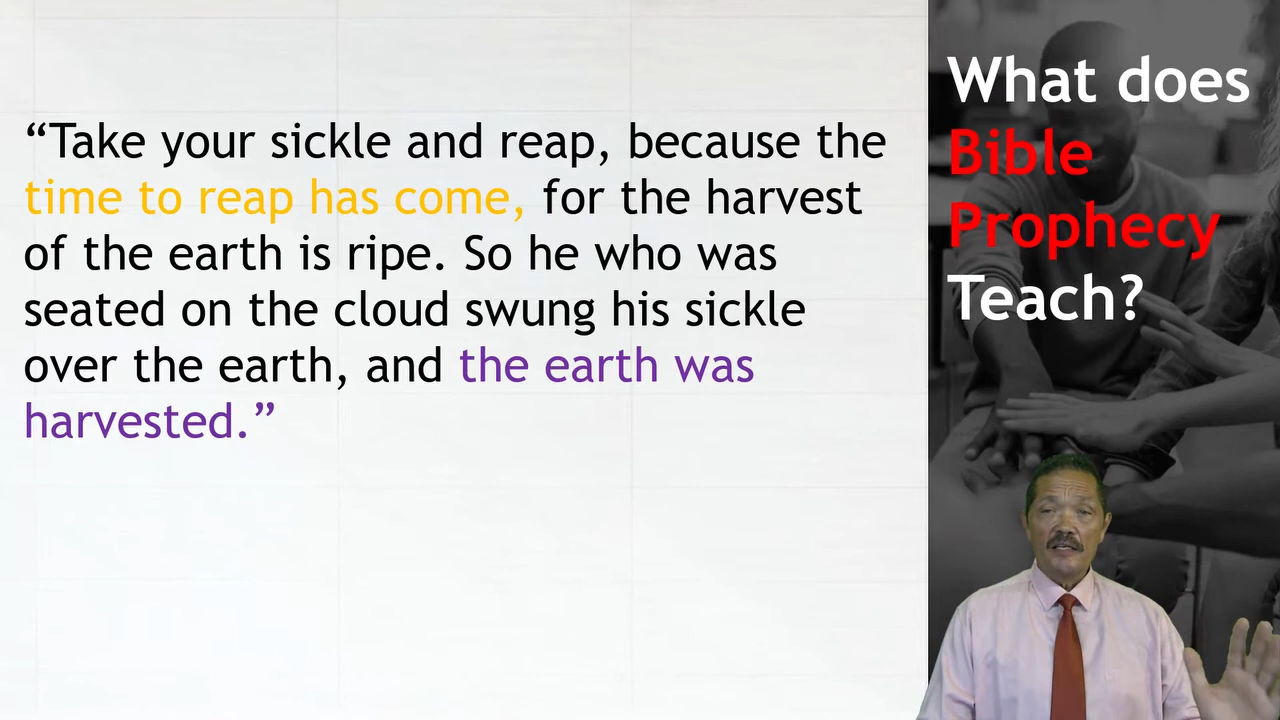 “Take your sickle and reap, because the
time to reap has come, for the harvest
of the earth is ripe. So he who was
seated on the cloud swung his sickle
over the earth, and the earth was
harvested.”
What does
Bible
Prophecy
Teach?